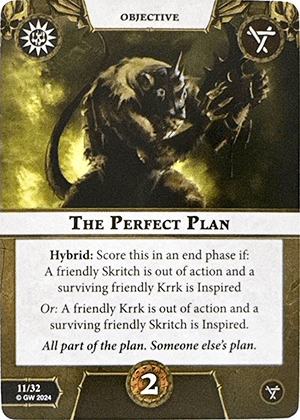 OBJECTIVE
THE PERFECT PLAN
Hybrid: Score this in an end phase if:
A friendly Skritch is out of action and a
surviving friendly Krrk is Inspired
Or: A friendly Krrk is out of action and a
surviving friendly Skritch is Inspired.
All part of the plan. Someone else's plan.
11/32
© GW 2024
2